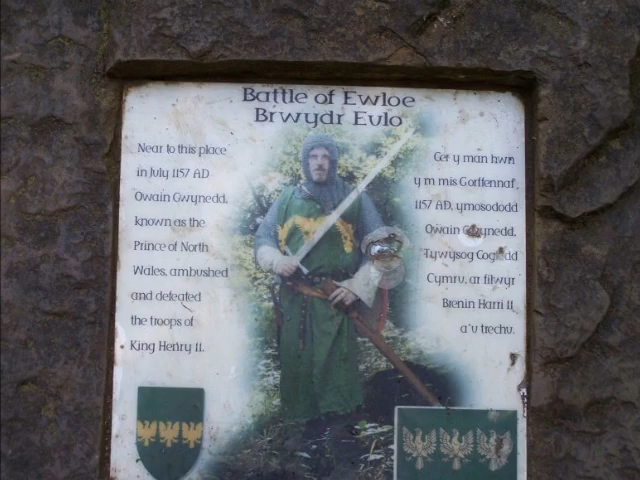 Battle of Ewloe
Brwydr Eulo
Near to this place
in July 1157 AD
Owain Gwynedd,
known as the
Prince of North
Wales, ambushed
and defeated
the troops of
King Henry II.
Ger y man hwn
y m mis Gorffennaf
1157 AD, ymosododd
Owain Gwynedd,
Tywysog Gogledd
Cymru, ar filwyr
Brenin Harri II
a'u trechu.